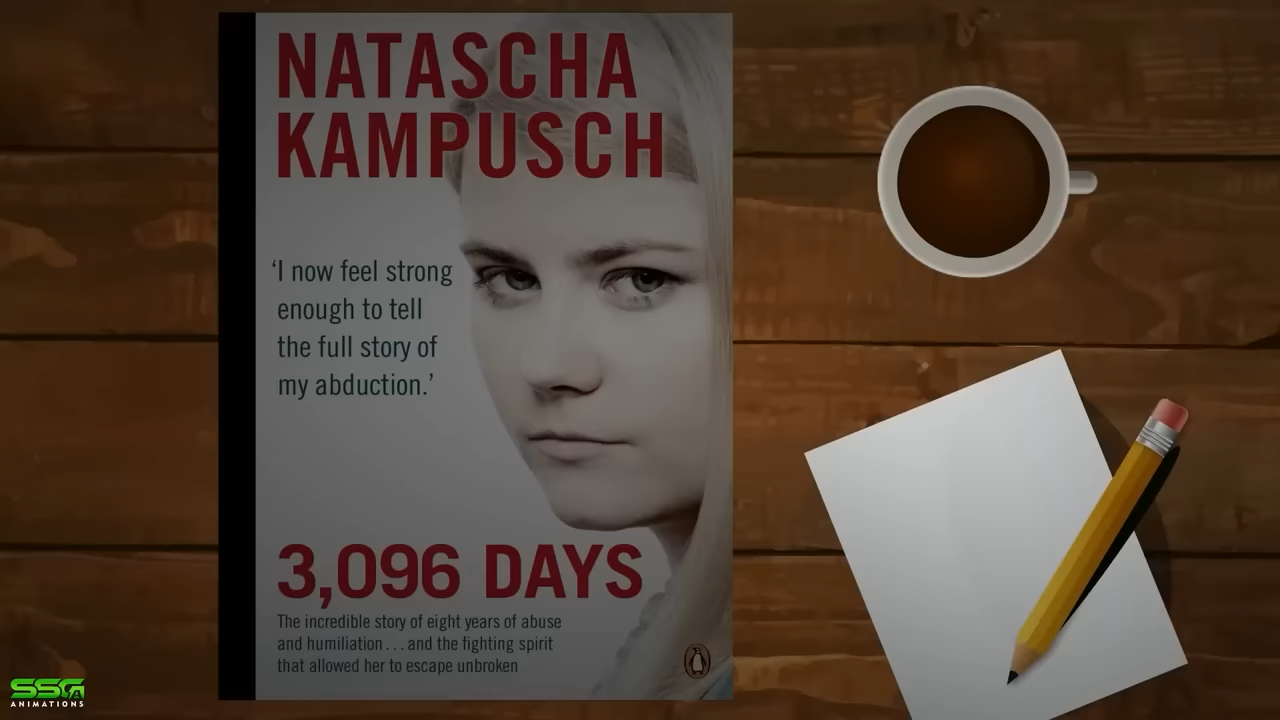 NATASCHA
KAMPUSCH
‘I now feel strong
enough to tell
the full story of
my abduction.’
3,096 DAYS
The incredible story of eight years of abuse
and humiliation . . . and the fighting spirit
that allowed her to escape unbroken
SSGA
ANIMATIONS